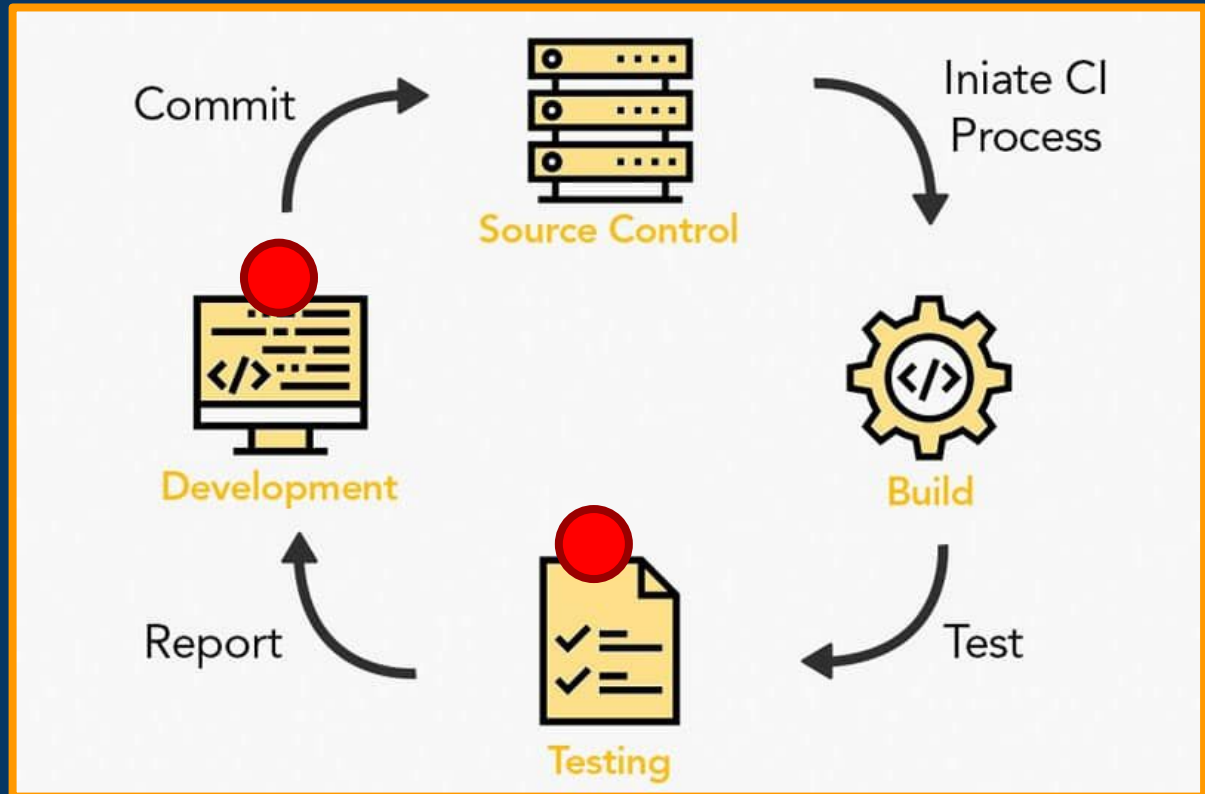 Commit
Iniate CI
Process
Source Control
</>
</>
Development
Build
Report
Test
Testing